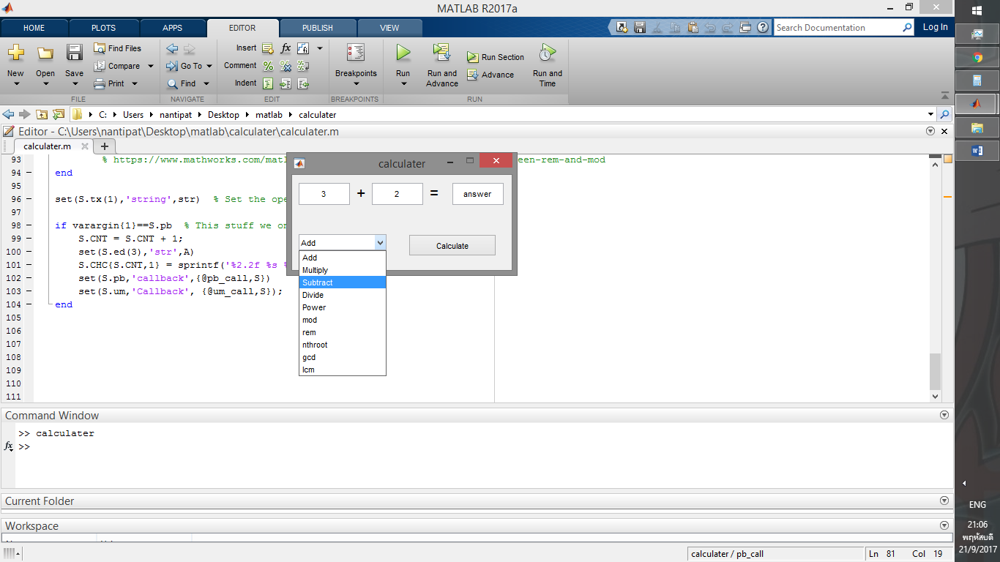 MATLAB R2017a
HOME PLOTS APPS EDITOR PUBLISH VIEW
Search Documentation Log In
New Open Save Find Files Compare Print
Go To Find
Insert Comment Indent
Breakpoints
Run Run and Advance Run Section Advance Run and Time
FILE NAVIGATE EDIT BREAKPOINTS RUN
C: Users nantipat Desktop matlab calculater
Editor - C:\Users\nantipat\Desktop\matlab\calculater\calculater.m
calculater.m
93 % https://www.mathworks.com/matl een-rem-and-mod
94 end
95
96 set(S.tx(1),'string',str) % Set the ope
97
98 if varargin{1}==S.pb % This stuff we on
99 S.CNT = S.CNT + 1;
100 set(S.ed(3),'str',A)
101 S.CHC{S.CNT,1} = sprintf('%2.2f %s %
102 set(S.pb,'callback',{@pb_call,S})
103 set(S.um,'Callback', {@um_call,S});
104 end
105
106
107
108
109
110
111
calculater
3 + 2 = answer
Add
Calculate
Add
Multiply
Subtract
Divide
Power
mod
rem
nthroot
gcd
lcm
Command Window
>> calculater
fx >>
Current Folder
Workspace
calculater / pb_call Ln 81 Col 19
ENG
21:06
พฤหัสบดี
21/9/2017